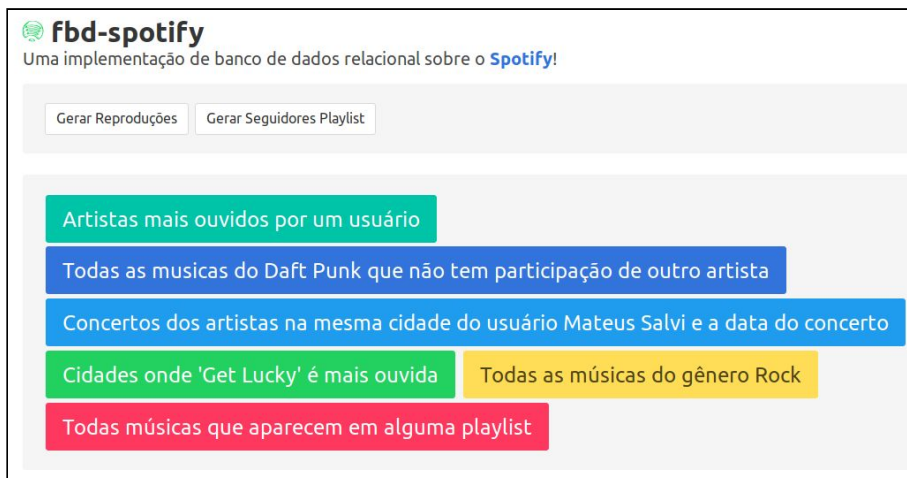 fbd-spotify
Uma implementação de banco de dados relacional sobre o Spotify!
Gerar Reproduções Gerar Seguidores Playlist
Artistas mais ouvidos por um usuário
Todas as musicas do Daft Punk que não tem participação de outro artista
Concertos dos artistas na mesma cidade do usuário Mateus Salvi e a data do concerto
Cidades onde 'Get Lucky' é mais ouvida Todas as músicas do gênero Rock
Todas músicas que aparecem em alguma playlist